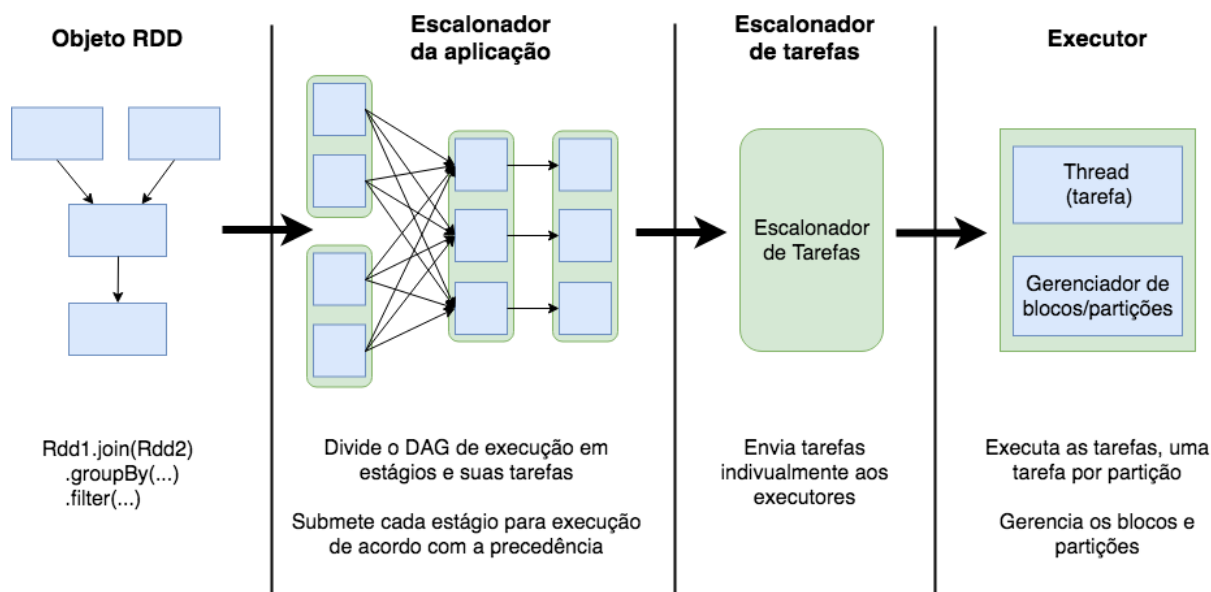 Objeto RDD
Rdd1.join(Rdd2)
.groupBy(...)
.filter(...)
Escalonador
da aplicação
Divide o DAG de execução em
estágios e suas tarefas
Submete cada estágio para execução
de acordo com a precedência
Escalonador
de tarefas
Escalonador
de Tarefas
Envia tarefas
indivualmente aos
executores
Executor
Thread
(tarefa)
Gerenciador de
blocos/partições
Executa as tarefas, uma
tarefa por partição
Gerencia os blocos e
partições